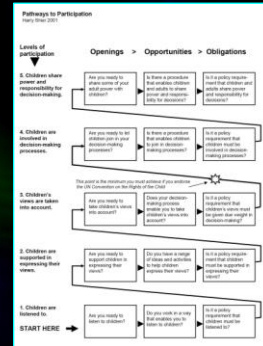 Pathways to Participation
Harry Shier 2001
Levels of
participation
Openings > Opportunities > Obligations
5. Children share
power and
responsibility for
decision-making.
Are you ready to
share some of your
adult power with
children?
Is there a procedure
that enables children
and adults to share
power and responsi-
bility for decisions?
Is it a policy require-
ment that children and
adults share power
and responsibility for
decisions?
4. Children are
involved in
decision-making
processes.
Are you ready to let
children join in your
decision-making
processes?
Is there a procedure
that enables children
to join in decision-
making processes?
Is it a policy
requirement that
children must be
involved in decision-
making processes?
This point is the minimum you must achieve if you endorse
the UN Convention on the Rights of the Child
3. Children's
views are taken
into account.
Are you ready to
take children's views
into account?
Does your decision-
making process
enable you to take
children's views into
account?
Is it a policy
requirement that
children's views must
be given due weight in
decision-making?
2. Children are
supported in
expressing their
views.
Are you ready to
support children in
expressing their
views?
Do you have a range
of ideas and activities
to help children
express their views?
Is it a policy require-
ment that children
must be supported in
expressing their
views?
1. Children are
listened to.
START HERE
Are you ready to
listen to children?
Do you work in a way
that enables you to
listen to children?
Is it a policy
requirement that
children must be
listened to?